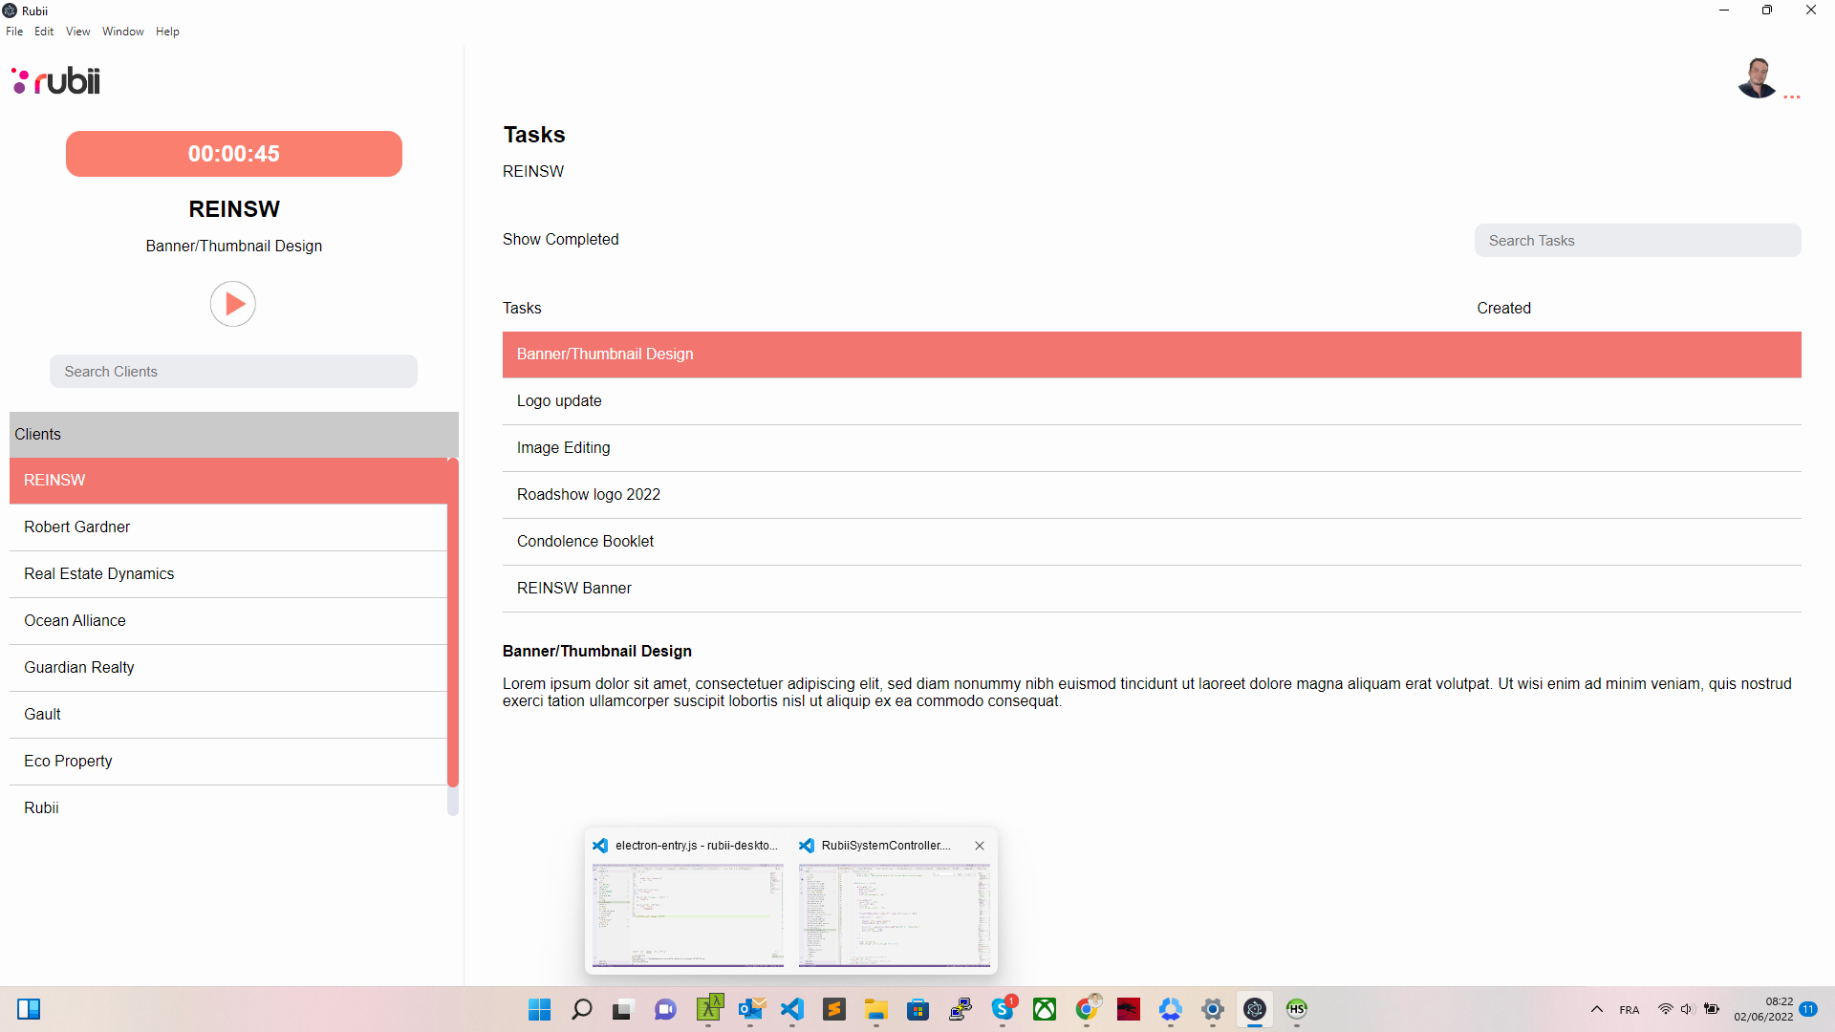 Rubii
File Edit View Window Help
rubii
00:00:45
REINSW
Banner/Thumbnail Design
Search Clients
Clients
REINSW
Robert Gardner
Real Estate Dynamics
Ocean Alliance
Guardian Realty
Gault
Eco Property
Rubii
Tasks
REINSW
Show Completed
Search Tasks
Tasks Created
Banner/Thumbnail Design
Logo update
Image Editing
Roadshow logo 2022
Condolence Booklet
REINSW Banner
Banner/Thumbnail Design
Lorem ipsum dolor sit amet, consectetuer adipiscing elit, sed diam nonummy nibh euismod tincidunt ut laoreet dolore magna aliquam erat volutpat. Ut wisi enim ad minim veniam, quis nostrud
exerci tation ullamcorper suscipit lobortis nisl ut aliquip ex ea commodo consequat.
electron-entry.js - rubii-deskto... RubiiSystemController....
1
HS
FRA
08:22
02/06/2022
11